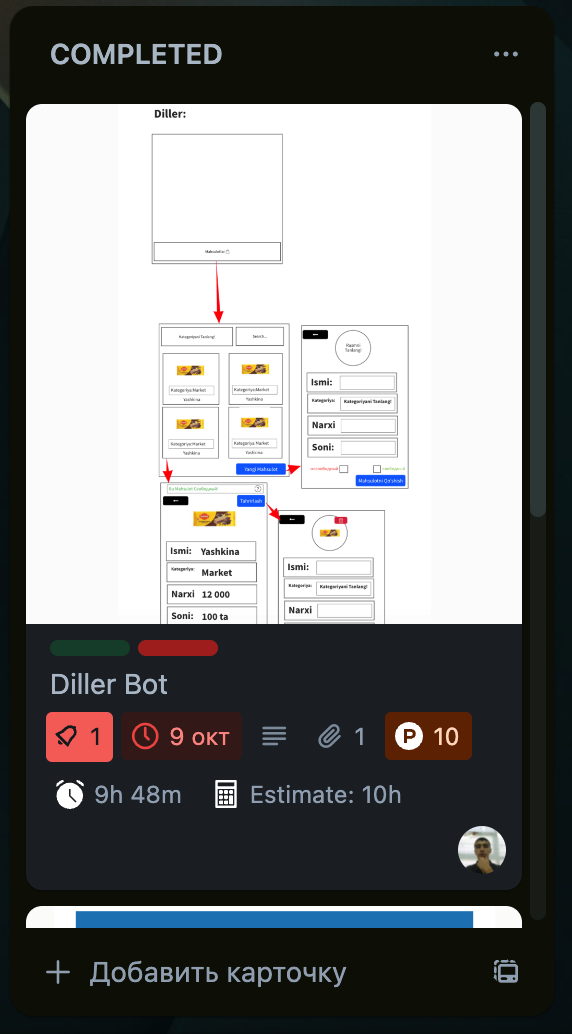 COMPLETED
Diller:
Mahsulotlar
Kategoriyani Tanlang!
Search...
Kategoriya:Market
Yashkina
Kategoriya:Market
Yashkina
Kategoriya:Market
Yashkina
Kategoriya:Market
Yashkina
Yangi Mahsulot
Rasmni
Tanlang!
Ismi:
Kategoriya: Kategoriyani Tanlang!
Narxi
Soni:
Mahsulotni Qo'shish
Bu Mahsulot Confirugwsd!
Tahrirlash
Ismi: Yashkina
Kategoriya: Market
Narxi 12 000
Soni: 100 ta
Ismi:
Kategoriya: Kategoriyani Tanlang!
Narxi
Diller Bot
1
9 окт
1
P 10
9h 48m
Estimate: 10h
Добавить карточку